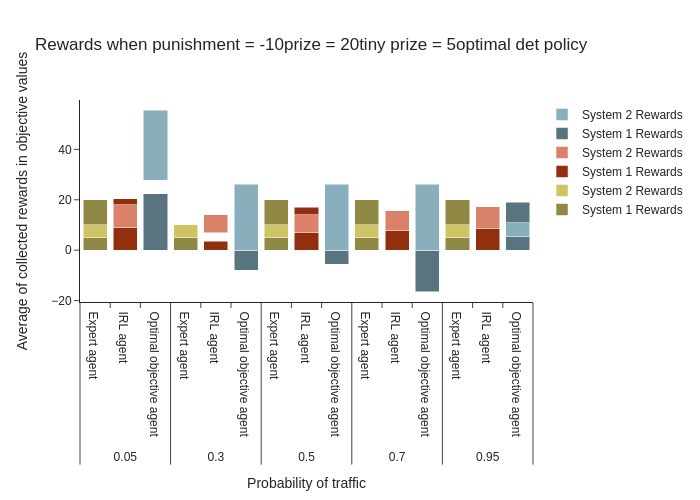 Rewards when punishment = -10prize = 20tiny prize = 5optimal det policy
Average of collected rewards in objective values
40
20
0
−20
System 2 Rewards
System 1 Rewards
System 2 Rewards
System 1 Rewards
System 2 Rewards
System 1 Rewards
Expert agent
IRL agent
Optimal objective agent
Expert agent
IRL agent
Optimal objective agent
Expert agent
IRL agent
Optimal objective agent
Expert agent
IRL agent
Optimal objective agent
Expert agent
IRL agent
Optimal objective agent
0.05
0.3
0.5
0.7
0.95
Probability of traffic